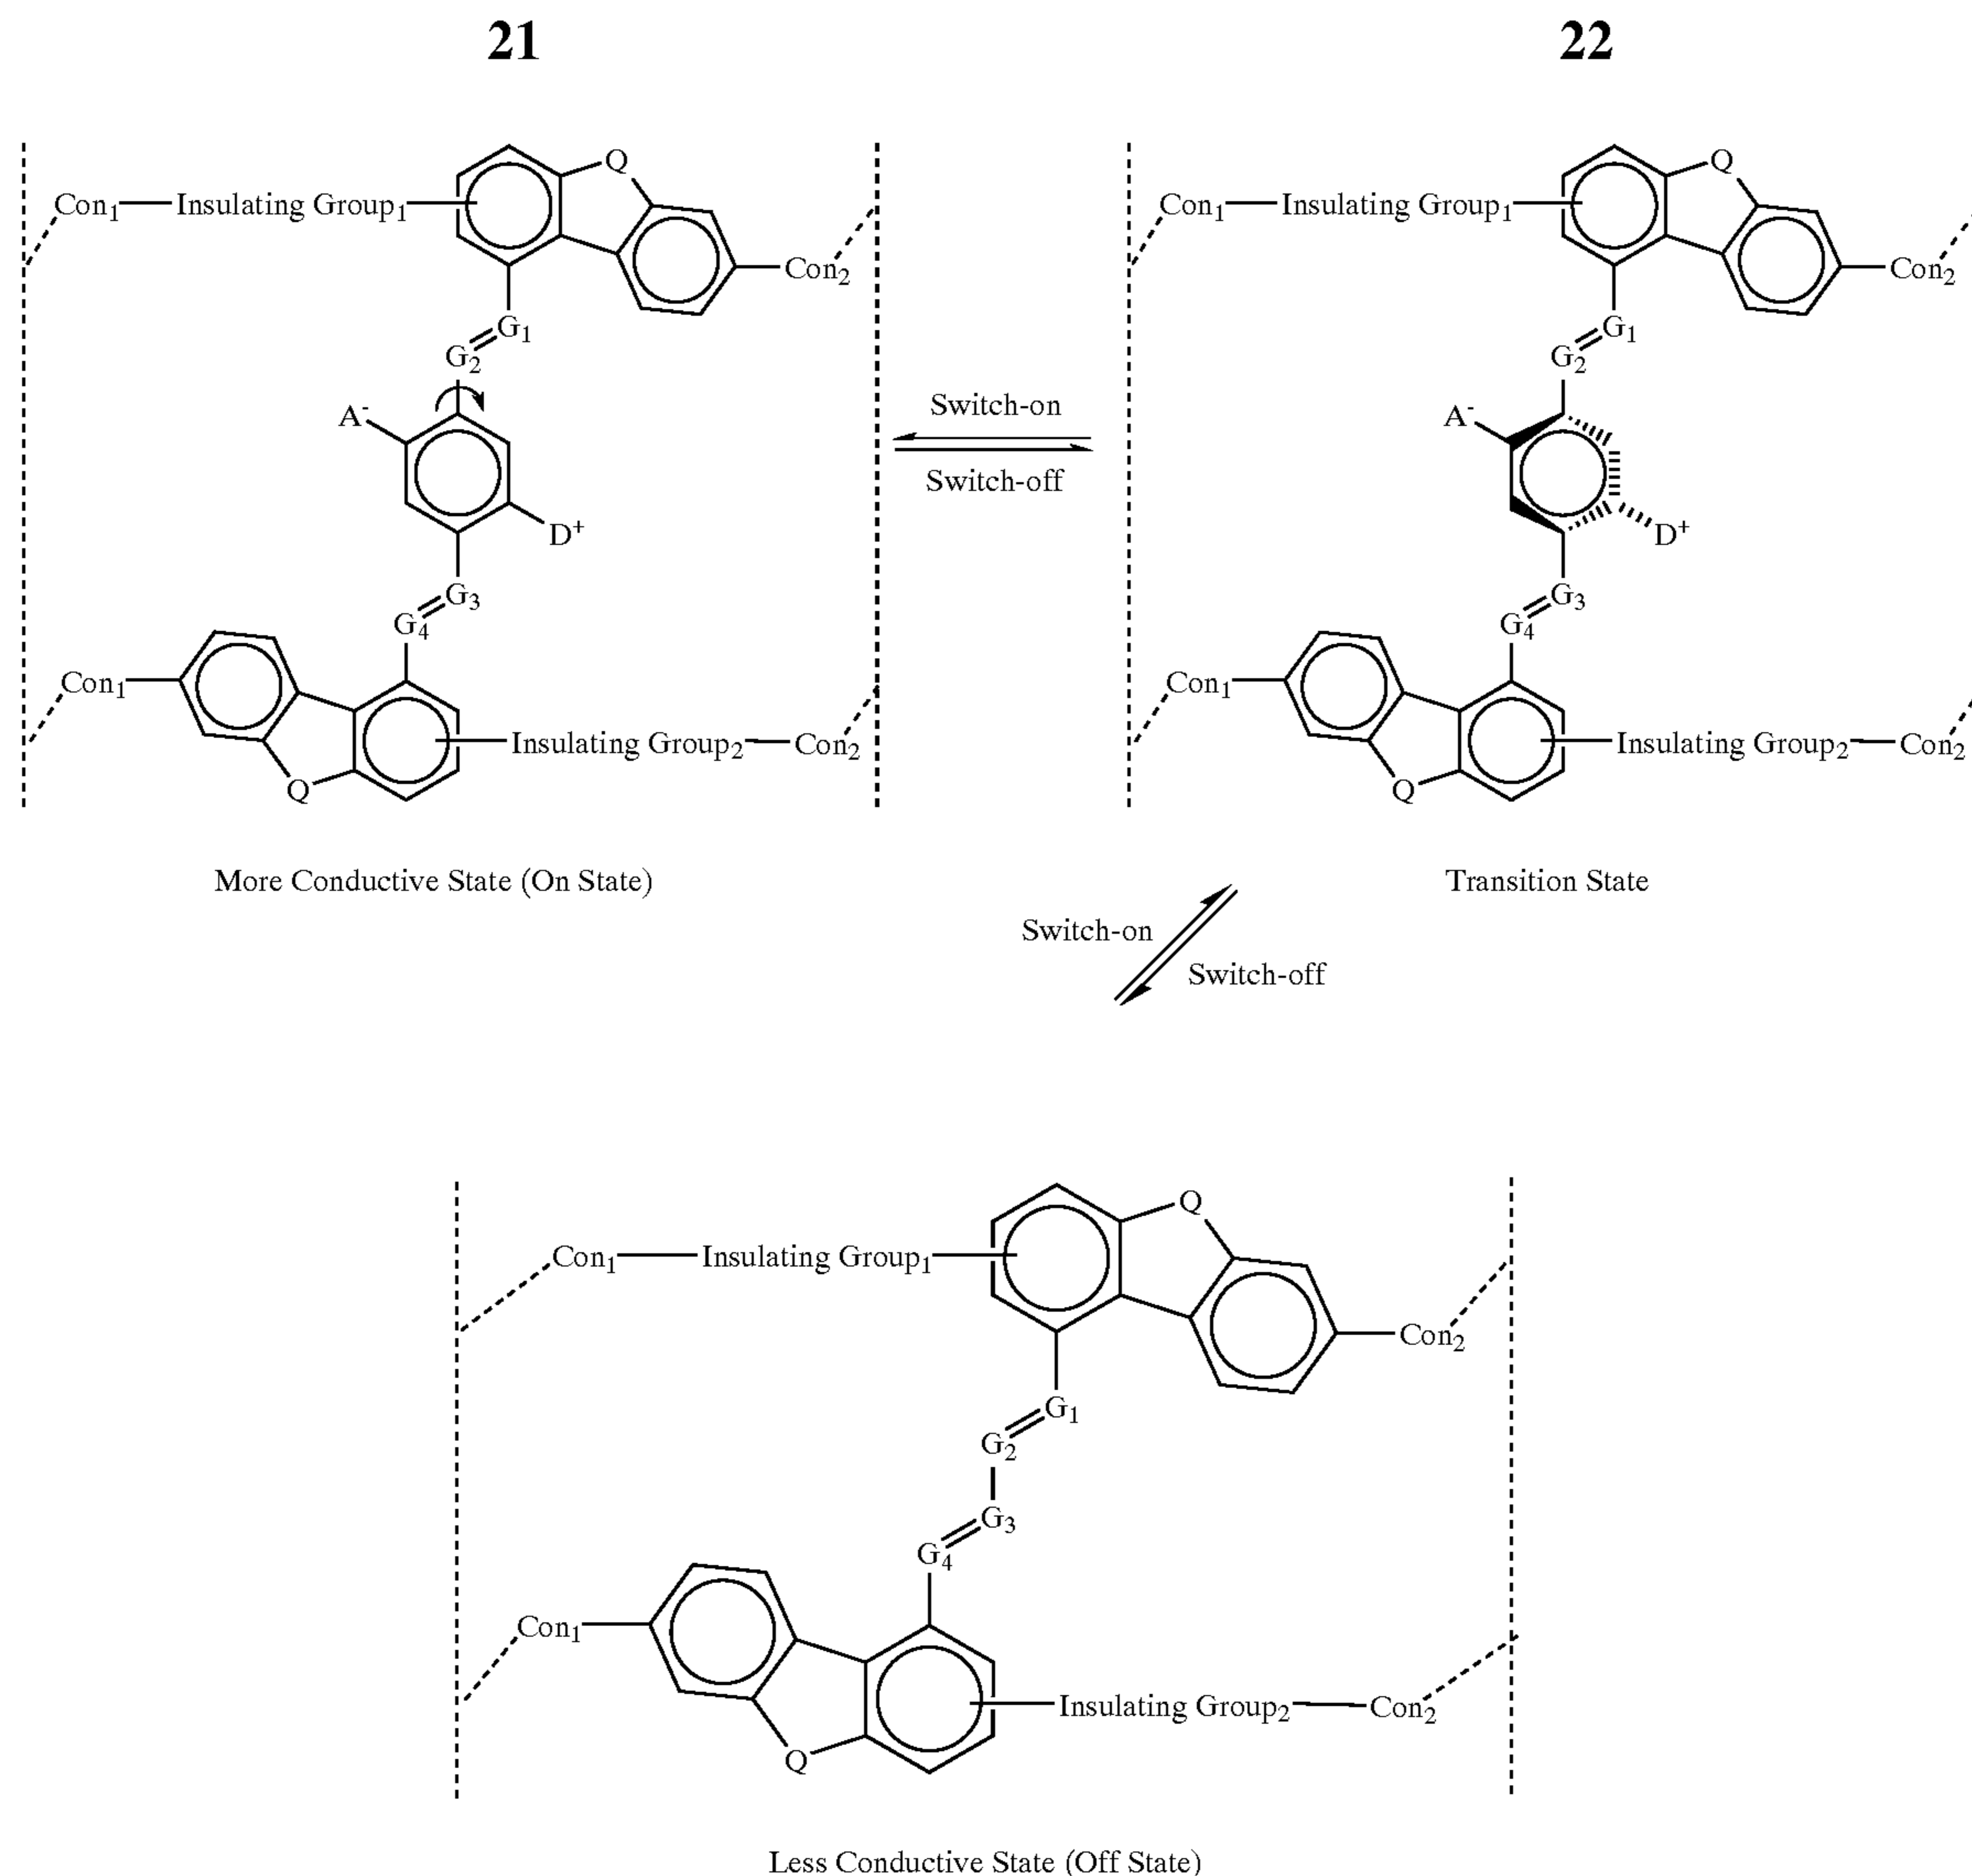 21
22
Con1 Insulating Group1 Q Con2
Con1 Insulating Group1 Q Con2
G1
G2
G1
G2
A-
D+
Switch-on
Switch-off
A-
D+
G3
G4
G3
G4
Con1 Q Insulating Group2 Con2
Con1 Q Insulating Group2 Con2
More Conductive State (On State)
Transition State
Switch-on
Switch-off
Q
Con1 Insulating Group1
Con2
G1
G2
G3
G4
Con1
Insulating Group2 Con2
Q
Less Conductive State (Off State)